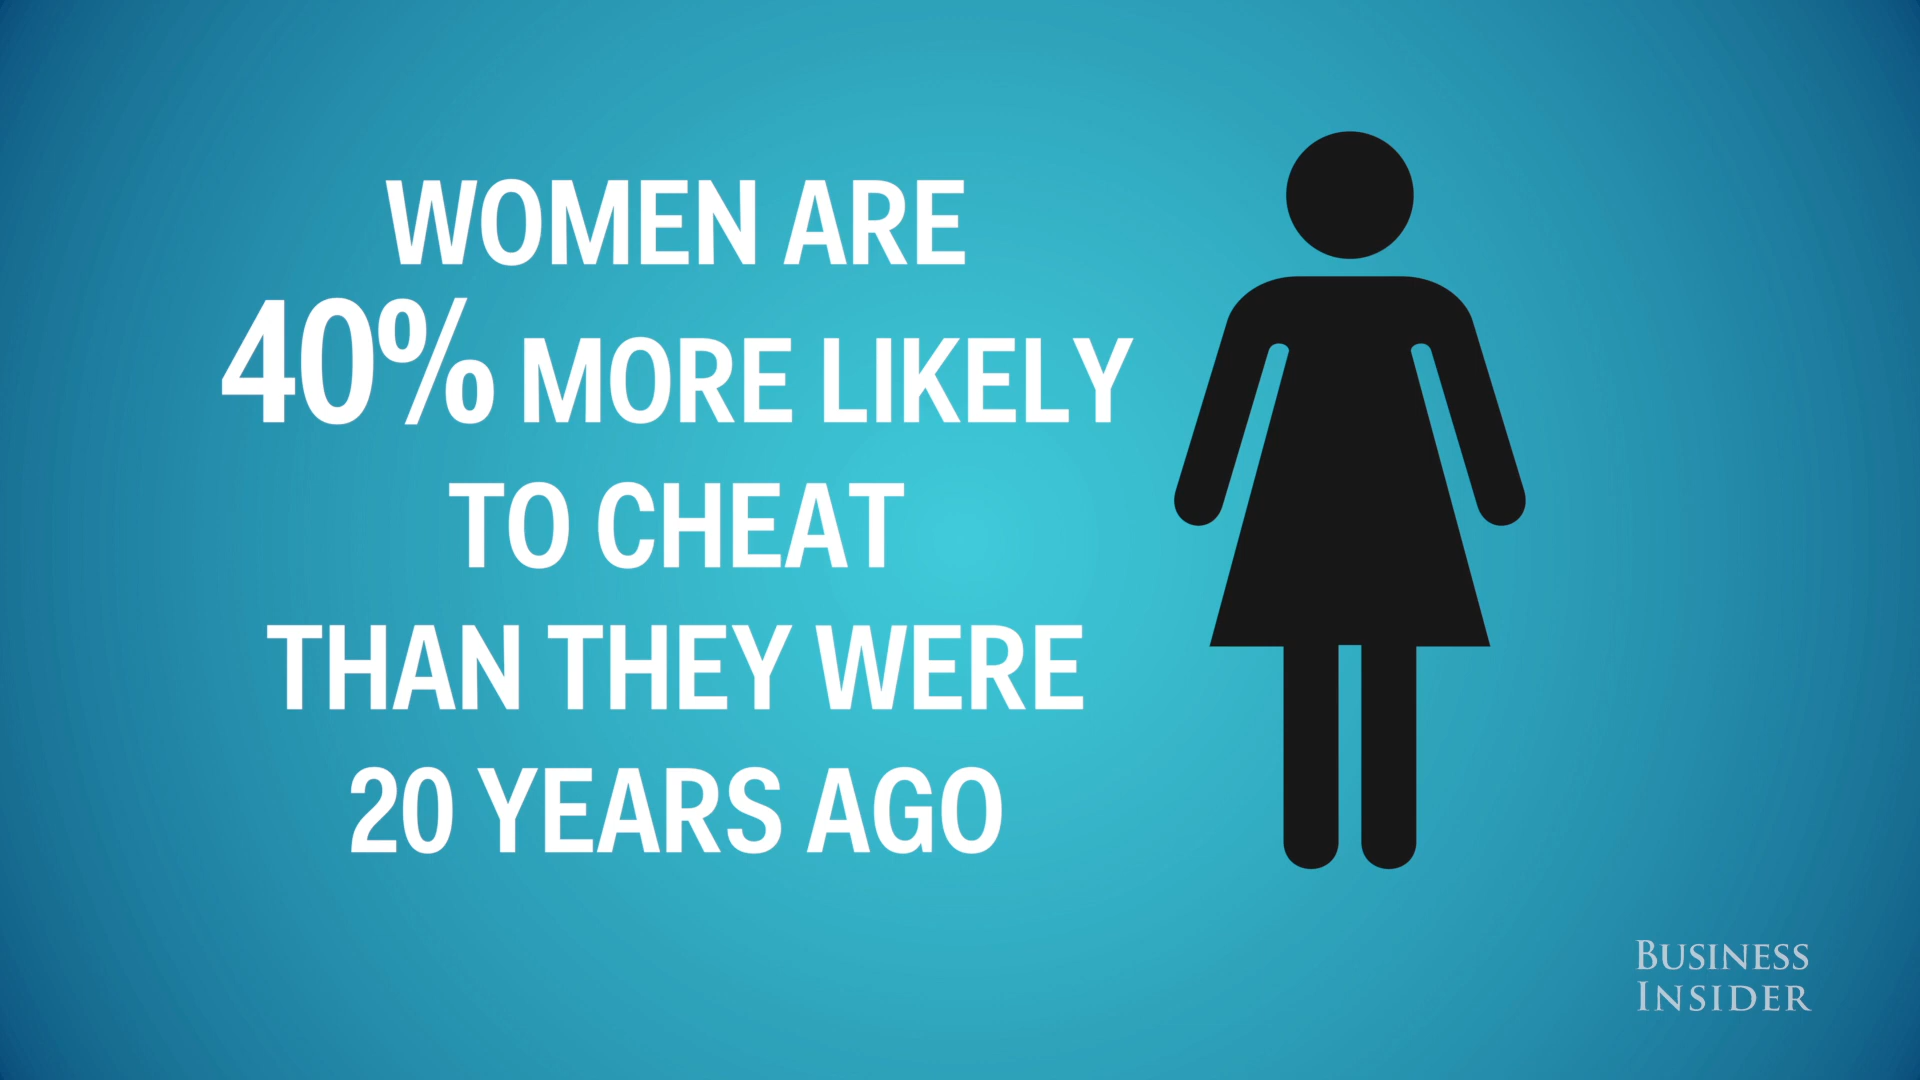 WOMEN ARE
40% MORE LIKELY
TO CHEAT
THAN THEY WERE
20 YEARS AGO
BUSINESS
INSIDER